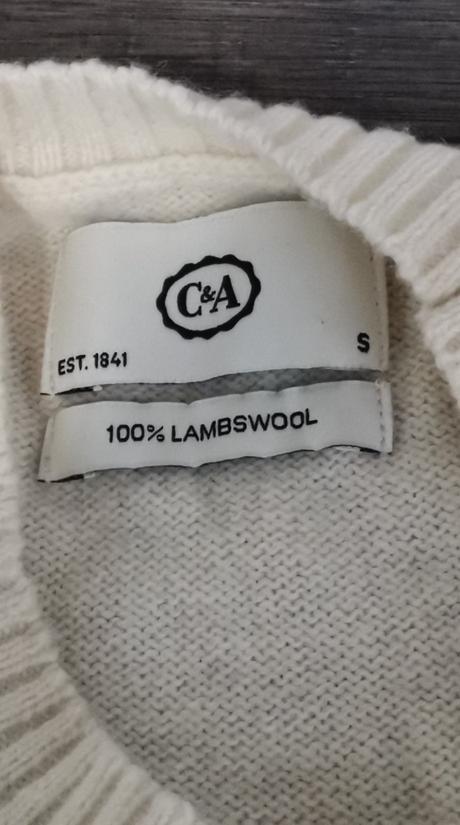 C&A
EST. 1841
S
100% LAMBSWOOL